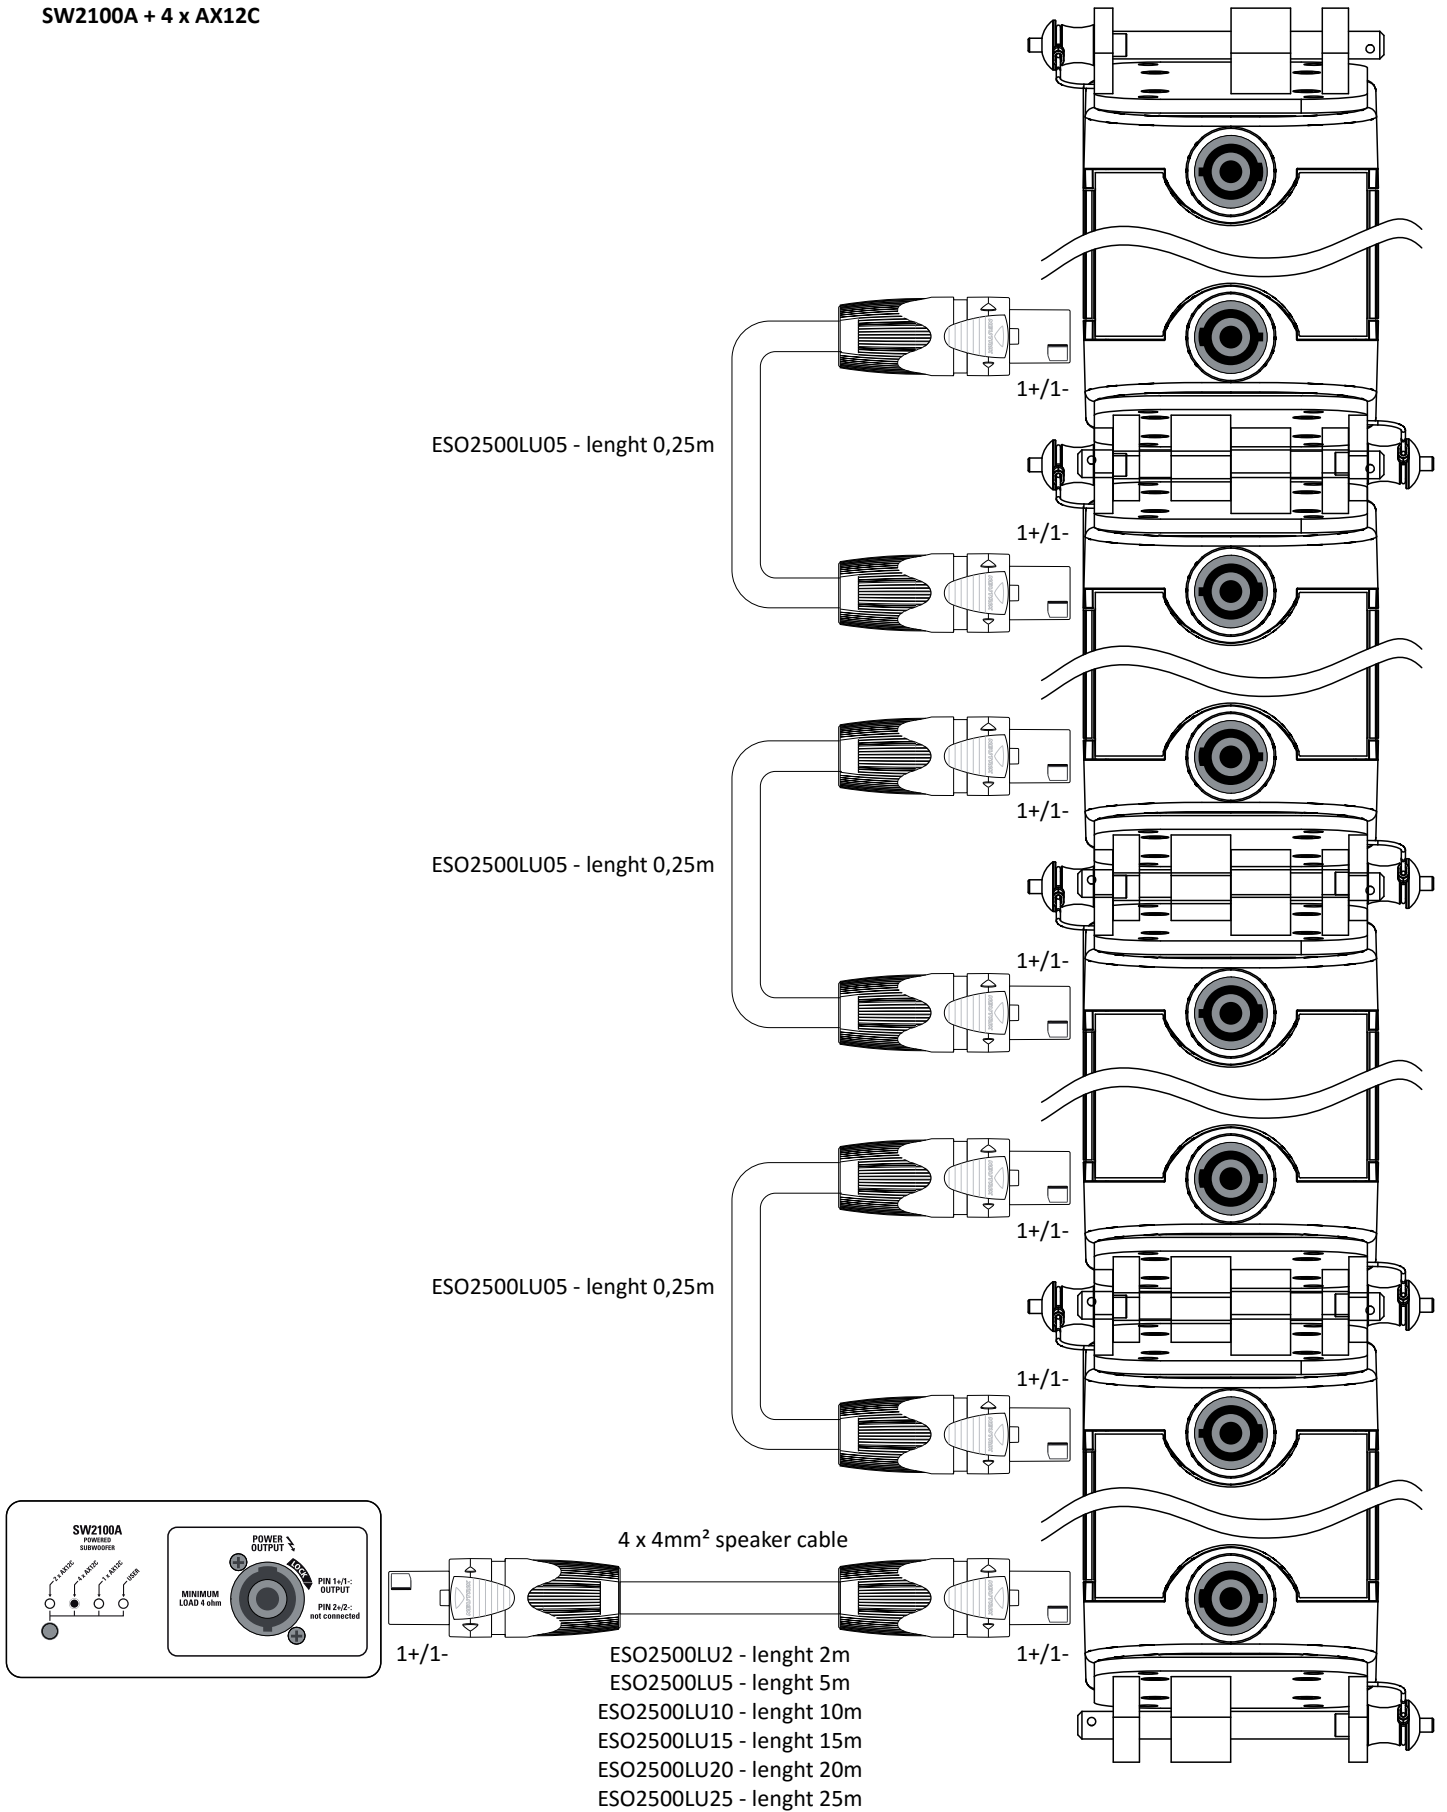 SW2100A + 4 x AX12C
1+/1-
ESO2500LU05 - lenght 0,25m
1+/1-
1+/1-
ESO2500LU05 - lenght 0,25m
1+/1-
1+/1-
ESO2500LU05 - lenght 0,25m
1+/1-
SW2100A
POWERED
SUBWOOFER
2 x AX12C
4 x AX12C
1 x AX12C
USER
POWER
OUTPUT
LOCK
MINIMUM
LOAD 4 ohm
PIN 1+/1-:
OUTPUT
PIN 2+/2-:
not connected
4 x 4mm² speaker cable
1+/1-
1+/1-
ESO2500LU2 - lenght 2m
ESO2500LU5 - lenght 5m
ESO2500LU10 - lenght 10m
ESO2500LU15 - lenght 15m
ESO2500LU20 - lenght 20m
ESO2500LU25 - lenght 25m